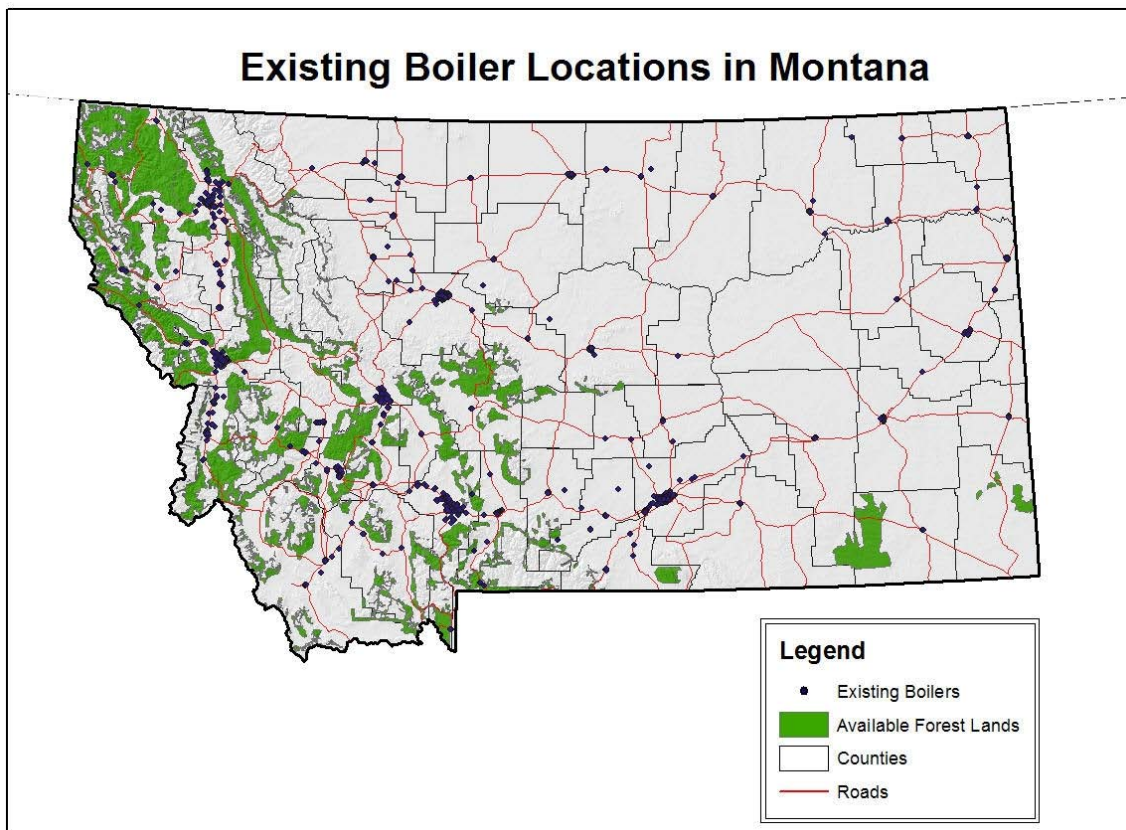 Existing Boiler Locations in Montana
Legend
Existing Boilers
Available Forest Lands
Counties
Roads